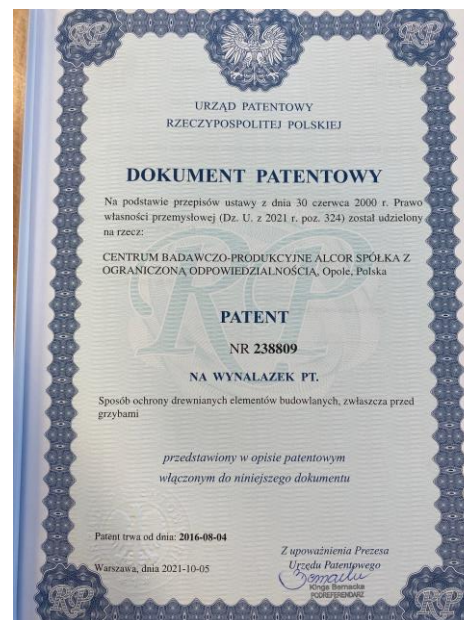 URZĄD PATENTOWY
RZECZYPOSPOLITEJ POLSKIEJ
DOKUMENT PATENTOWY
Na podstawie przepisów ustawy z dnia 30 czerwca 2000 r. Prawo
własności przemysłowej (Dz. U. z 2021 r. poz. 324) został udzielony
na rzecz:
CENTRUM BADAWCZO-PRODUKCYJNE ALCOR SPÓŁKA Z
OGRANICZONĄ ODPOWIEDZIALNOŚCIĄ, Opole, Polska
PATENT
NR 238809
NA WYNALAZEK PT.
Sposób ochrony drewnianych elementów budowlanych, zwłaszcza przed
grzybami
przedstawiony w opisie patentowym
włączonym do niniejszego dokumentu
Patent trwa od dnia: 2016-08-04
Warszawa, dnia 2021-10-05
Z upoważnienia Prezesa
Urzędu Patentowego
Kinga Bernacka
PODREFERENDARZ